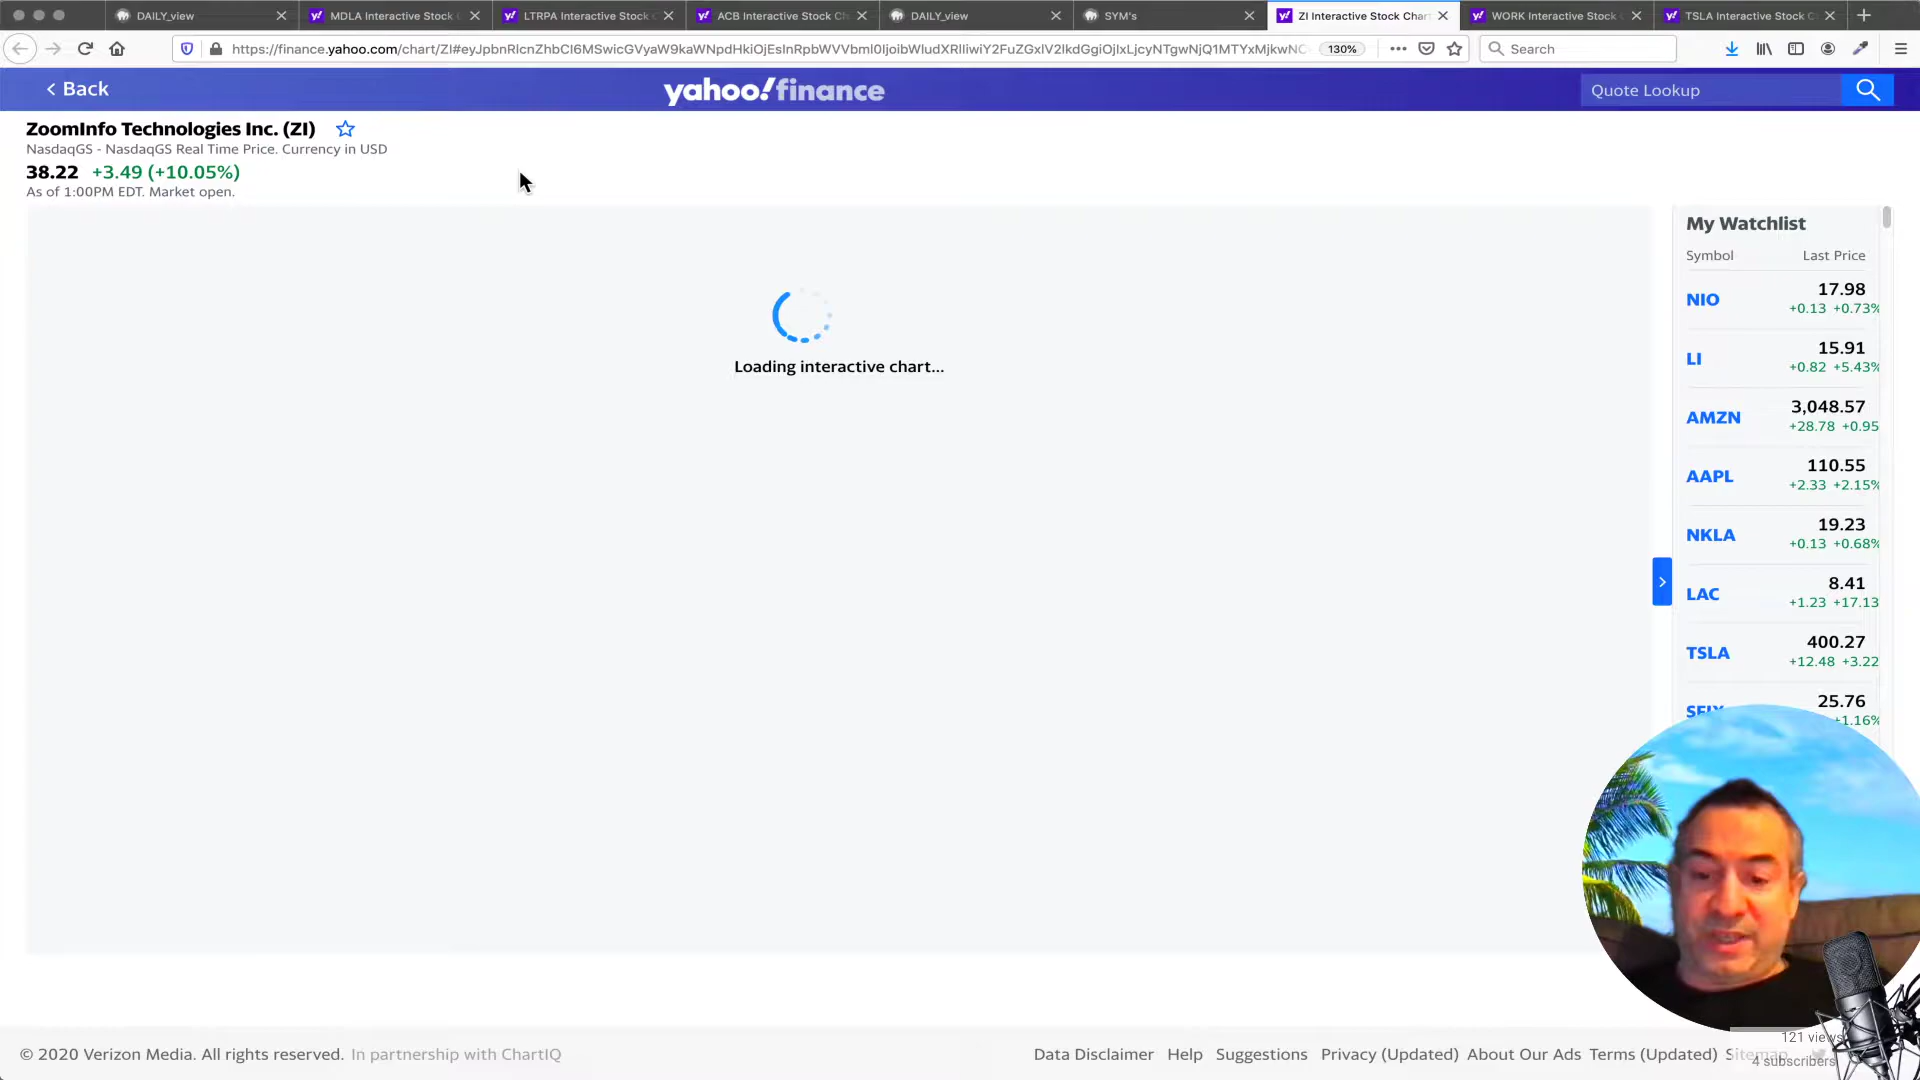 DAILY_view
MDLA Interactive Stock
LTRPA Interactive Stock C
ACB Interactive Stock Ch
DAILY_view
SYM's
ZI Interactive Stock Char
WORK Interactive Stock
TSLA Interactive Stock C
130%
Search
< Back
yahoo!finance
Quote Lookup
ZoomInfo Technologies Inc. (ZI)
NasdaqGS - NasdaqGS Real Time Price. Currency in USD
38.22 +3.49 (+10.05%)
As of 1:00PM EDT. Market open.
Loading interactive chart...
My Watchlist
Symbol Last Price
NIO 17.98
+0.13 +0.73%
LI 15.91
+0.82 +5.43%
AMZN 3,048.57
+28.78 +0.95
AAPL 110.55
+2.33 +2.15%
NKLA 19.23
+0.13 +0.68%
LAC 8.41
+1.23 +17.13
TSLA 400.27
+12.48 +3.22
SFIX 25.76
+1.16%
121 views
4 subscribers
© 2020 Verizon Media. All rights reserved. In partnership with ChartIQ
Data Disclaimer Help Suggestions Privacy (Updated) About Our Ads Terms (Updated) Sitemap